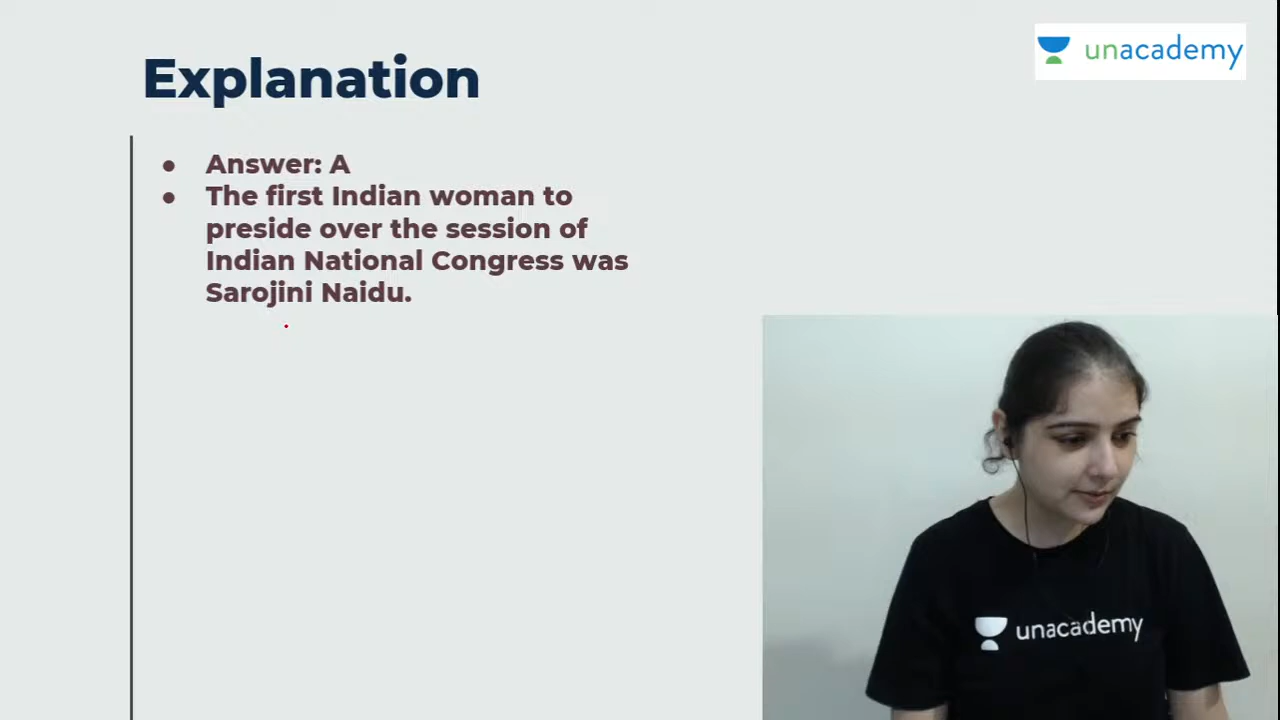 unacademy
Explanation
● Answer: A
● The first Indian woman to
preside over the session of
Indian National Congress was
Sarojini Naidu.
unacademy